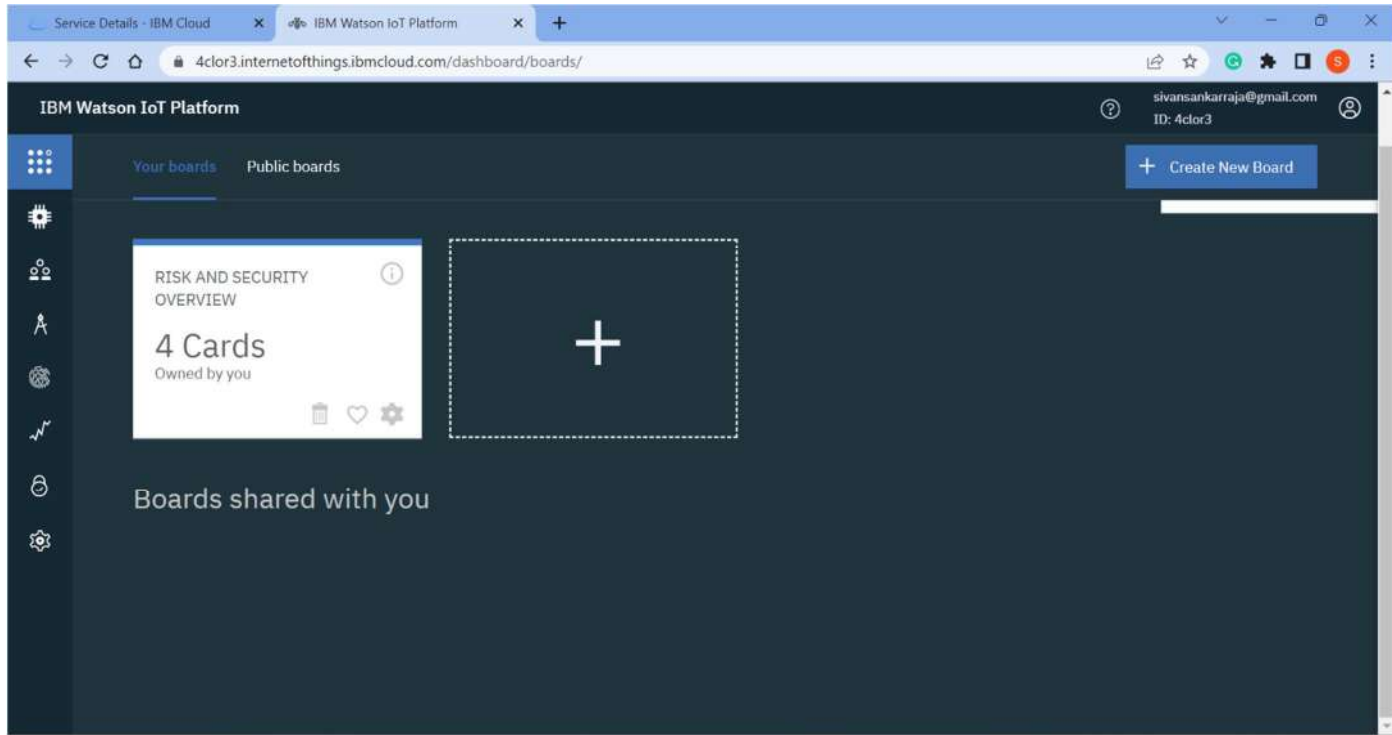 Service Details - IBM Cloud
IBM Watson IoT Platform
4clor3.internetofthings.ibmcloud.com/dashboard/boards/
S
IBM Watson IoT Platform
sivansankarraja@gmail.com
ID: 4clor3
Your boards
Public boards
+ Create New Board
RISK AND SECURITY
OVERVIEW
4 Cards
Owned by you
Boards shared with you